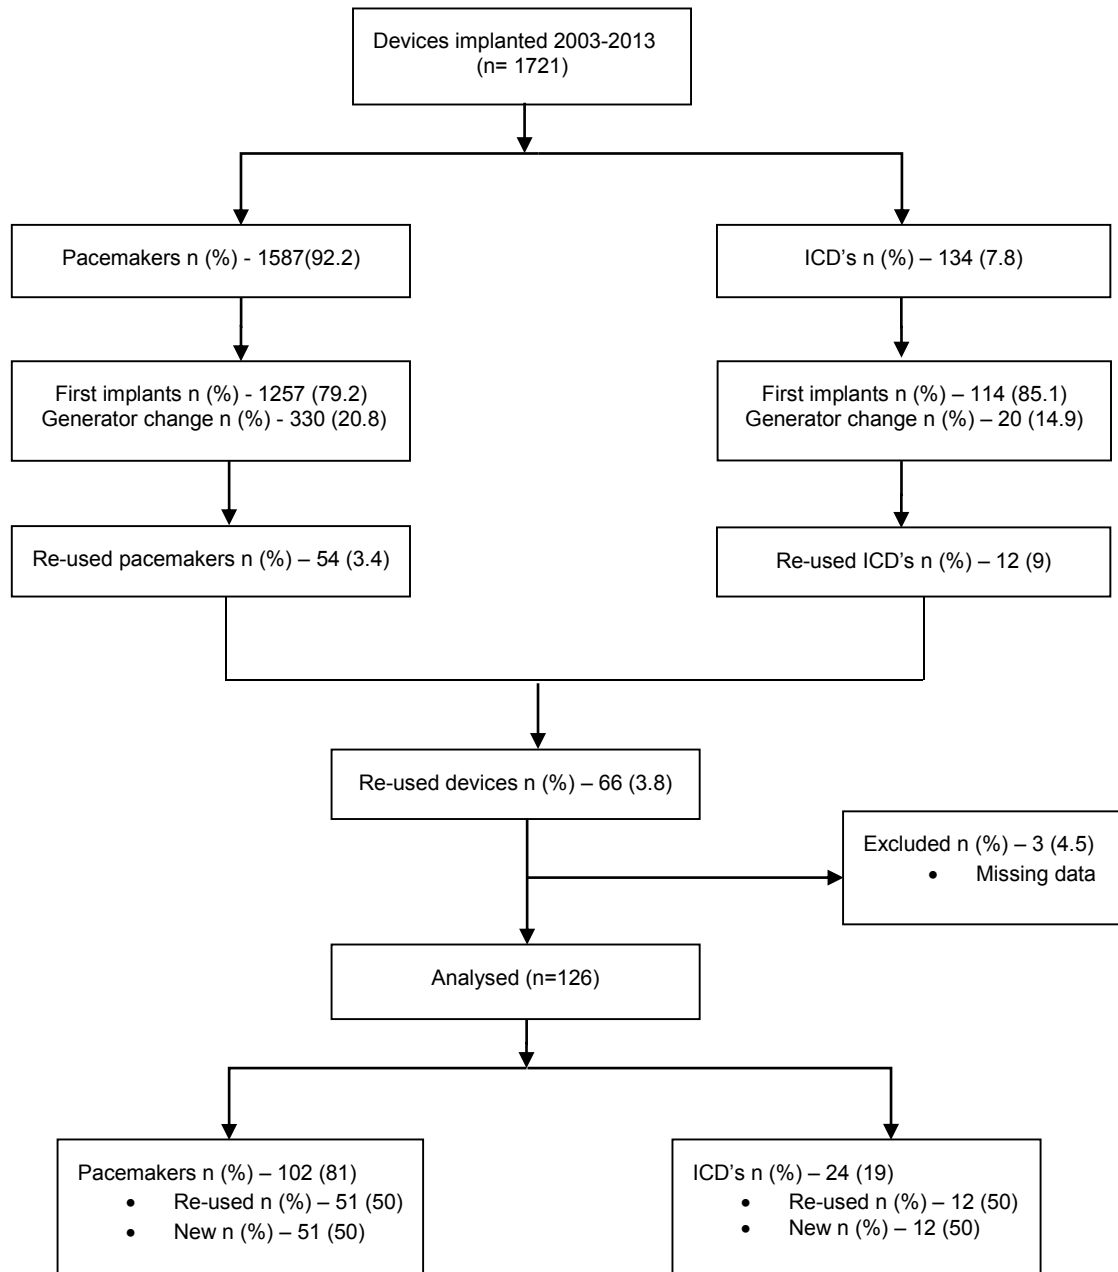 Devices implanted 2003-2013
(n= 1721)
Pacemakers n (%) - 1587(92.2)
ICD's n (%) – 134 (7.8)
First implants n (%) - 1257 (79.2)
Generator change n (%) - 330 (20.8)
First implants n (%) – 114 (85.1)
Generator change n (%) – 20 (14.9)
Re-used pacemakers n (%) – 54 (3.4)
Re-used ICD's n (%) – 12 (9)
Re-used devices n (%) – 66 (3.8)
Excluded n (%) – 3 (4.5)
• Missing data
Analysed (n=126)
Pacemakers n (%) – 102 (81)
• Re-used n (%) – 51 (50)
• New n (%) – 51 (50)
ICD's n (%) – 24 (19)
• Re-used n (%) – 12 (50)
• New n (%) – 12 (50)